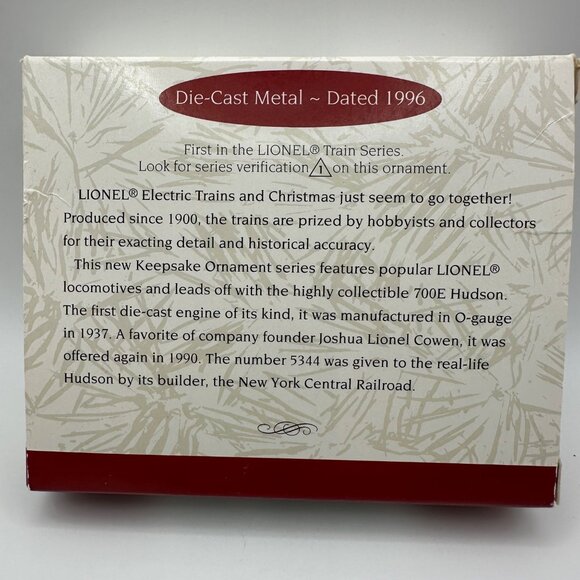 Die-Cast Metal ~ Dated 1996
First in the LIONEL® Train Series.
Look for series verification 1 on this ornament.
LIONEL® Electric Trains and Christmas just seem to go together!
Produced since 1900, the trains are prized by hobbyists and collectors
for their exacting detail and historical accuracy.
This new Keepsake Ornament series features popular LIONEL®
locomotives and leads off with the highly collectible 700E Hudson.
The first die-cast engine of its kind, it was manufactured in O-gauge
in 1937. A favorite of company founder Joshua Lionel Cowen, it was
offered again in 1990. The number 5344 was given to the real-life
Hudson by its builder, the New York Central Railroad.